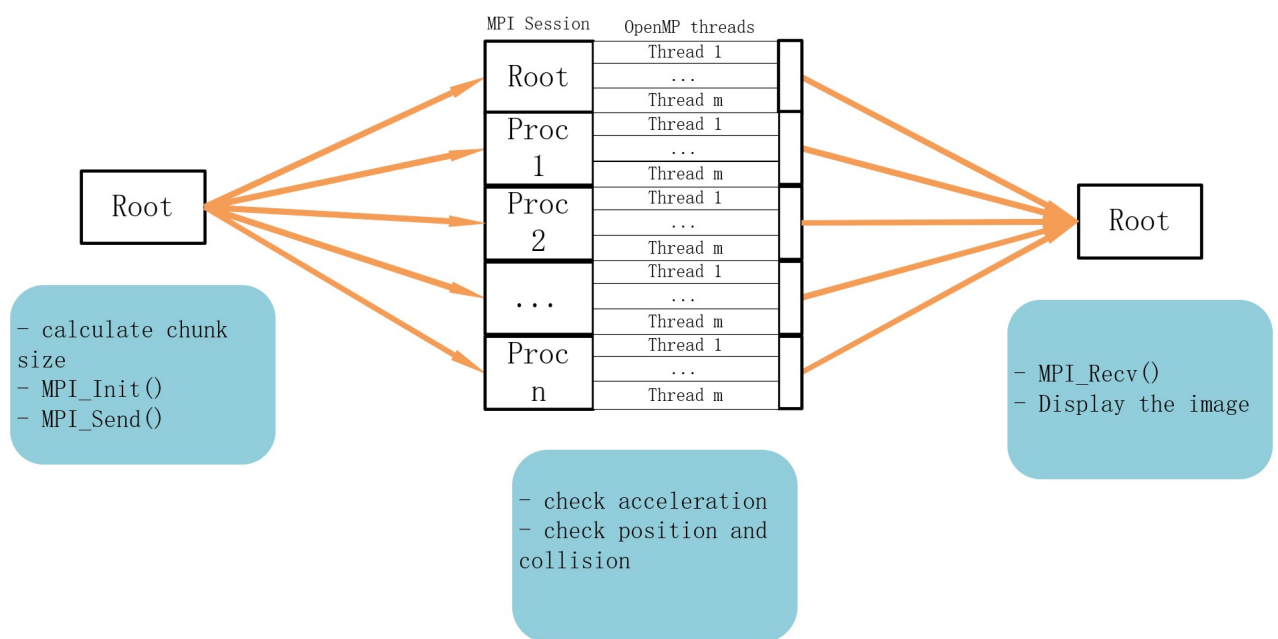 MPI Session
OpenMP threads
Root
Thread 1
...
Thread m
Proc
1
Thread 1
...
Thread m
Proc
2
Thread 1
...
Thread m
...
Thread 1
...
Thread m
Proc
n
Thread 1
...
Thread m
Root
- calculate chunk
size
- MPI_Init()
- MPI_Send()
- check acceleration
- check position and
collision
Root
- MPI_Recv()
- Display the image